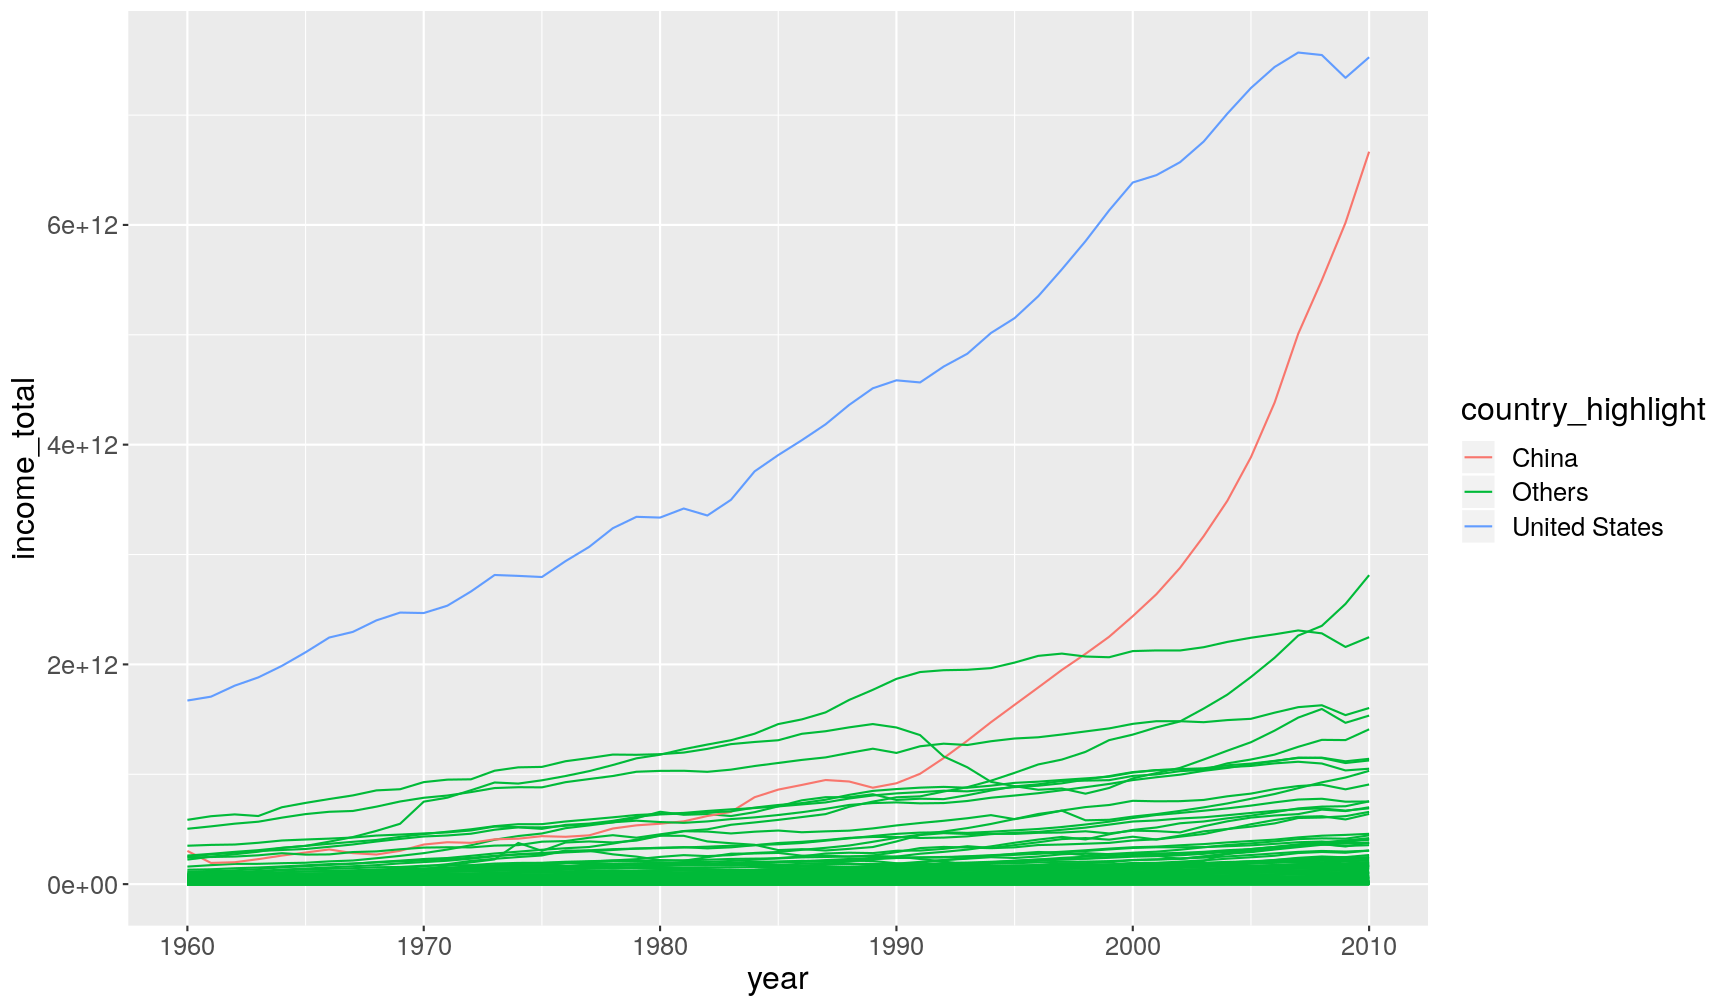 income_total
6e+12
4e+12
2e+12
0e+00
1960 1970 1980 1990 2000 2010
year
country_highlight
China
Others
United States